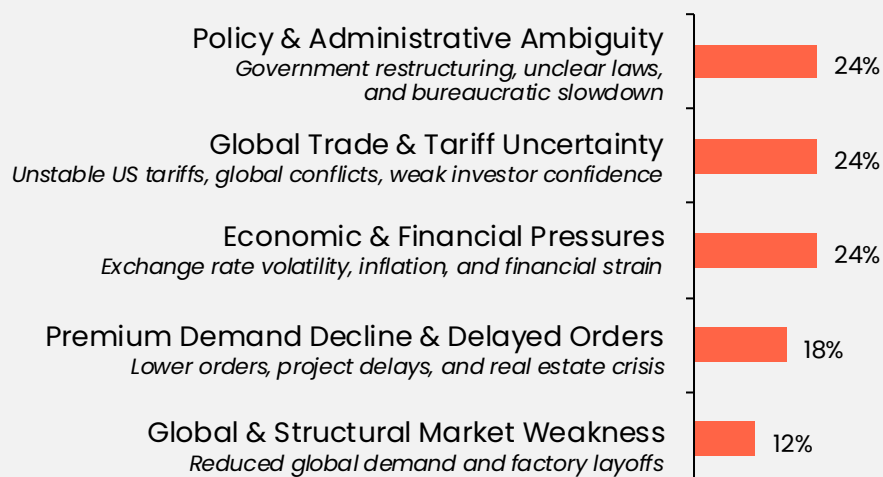 Policy & Administrative Ambiguity
Government restructuring, unclear laws,
and bureaucratic slowdown
24%
Global Trade & Tariff Uncertainty
Unstable US tariffs, global conflicts, weak investor confidence
24%
Economic & Financial Pressures
Exchange rate volatility, inflation, and financial strain
24%
Premium Demand Decline & Delayed Orders
Lower orders, project delays, and real estate crisis
18%
Global & Structural Market Weakness
Reduced global demand and factory layoffs
12%